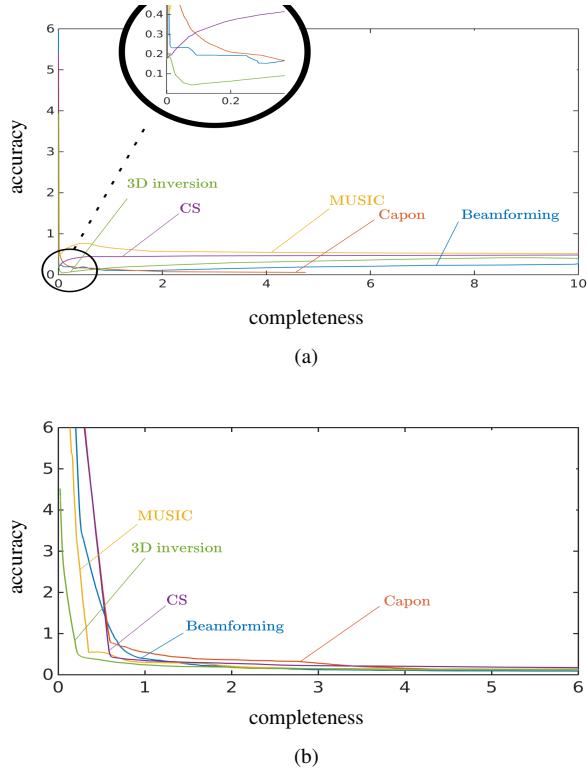 0.4
0.3
0.2
0.1
0
0.2
6
5
4
3
2
1
0
accuracy
3D inversion
CS
MUSIC
Capon
Beamforming
0 2 4 6 8 10
completeness
(a)
6
5
4
3
2
1
0
accuracy
MUSIC
3D inversion
CS
Capon
Beamforming
0 1 2 3 4 5 6
completeness
(b)